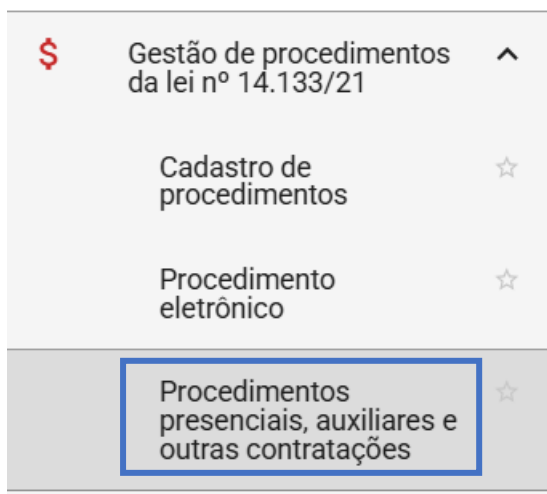 $
Gestão de procedimentos
da lei nº 14.133/21
Cadastro de
procedimentos
Procedimento
eletrônico
Procedimentos
presenciais, auxiliares e
outras contratações